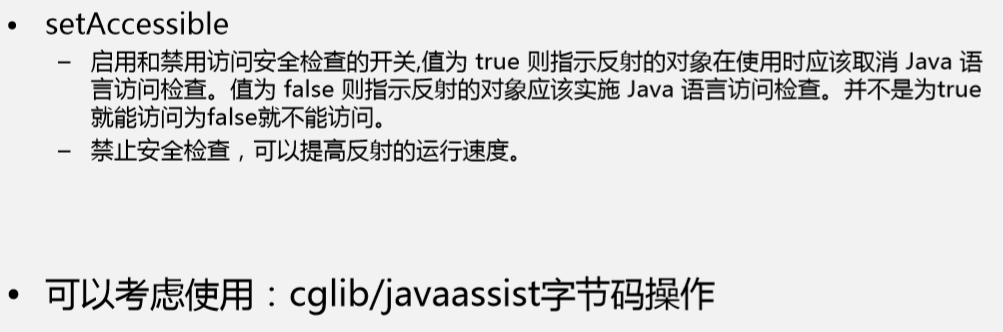 • setAccessible
– 启用和禁用访问安全检查的开关,值为 true 则指示反射的对象在使用时应该取消 Java 语
言访问检查。值为 false 则指示反射的对象应该实施 Java 语言访问检查。并不是为true
就能访问为false就不能访问。
– 禁止安全检查，可以提高反射的运行速度。
• 可以考虑使用：cglib/javaassist字节码操作